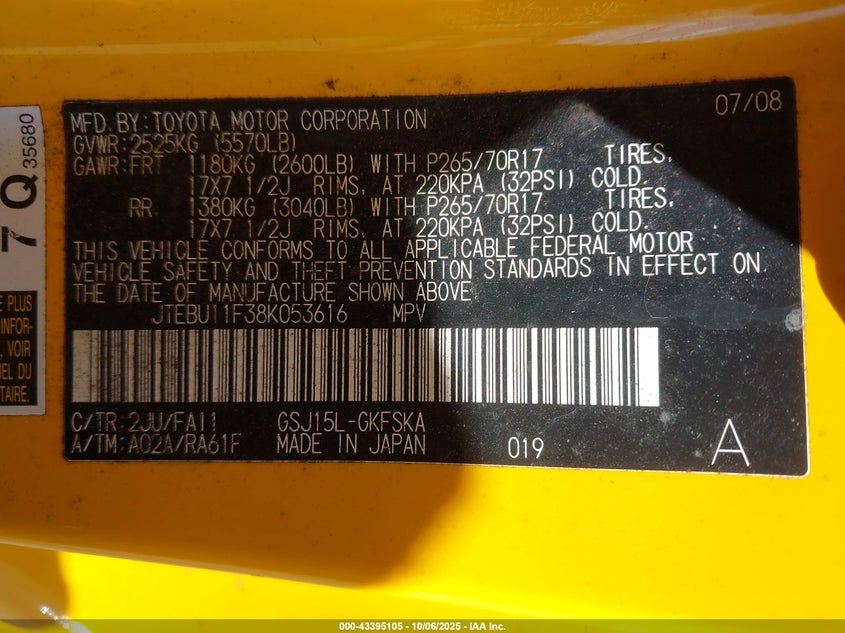 07/08
MFD.BY:TOYOTA MOTOR CORPORATION
GVWR:2525KG (5570LB)
GAWR:FRT 1180KG (2600LB) WITH P265/70R17 TIRES,
17X7 1/2J RIMS, AT 220KPA (32PSI) COLD.
RR 1380KG (3040LB) WITH P265/70R17 TIRES,
17X7 1/2J RIMS, AT 220KPA (32PSI) COLD.
THIS VEHICLE CONFORMS TO ALL APPLICABLE FEDERAL MOTOR
VEHICLE SAFETY AND THEFT PREVENTION STANDARDS IN EFFECT ON
THE DATE OF MANUFACTURE SHOWN ABOVE.
JTEBU11F38K053616 MPV
C/TR:2JU/FA11 GSJ15L-GKFSKA
A/TM:A02A/RA61F MADE IN JAPAN 019 A
7 Q 35680
PLUS
INFOR-
, VOIR
EL DU
TAIRE.
000-43395105 - 10/06/2025 - IAA Inc.